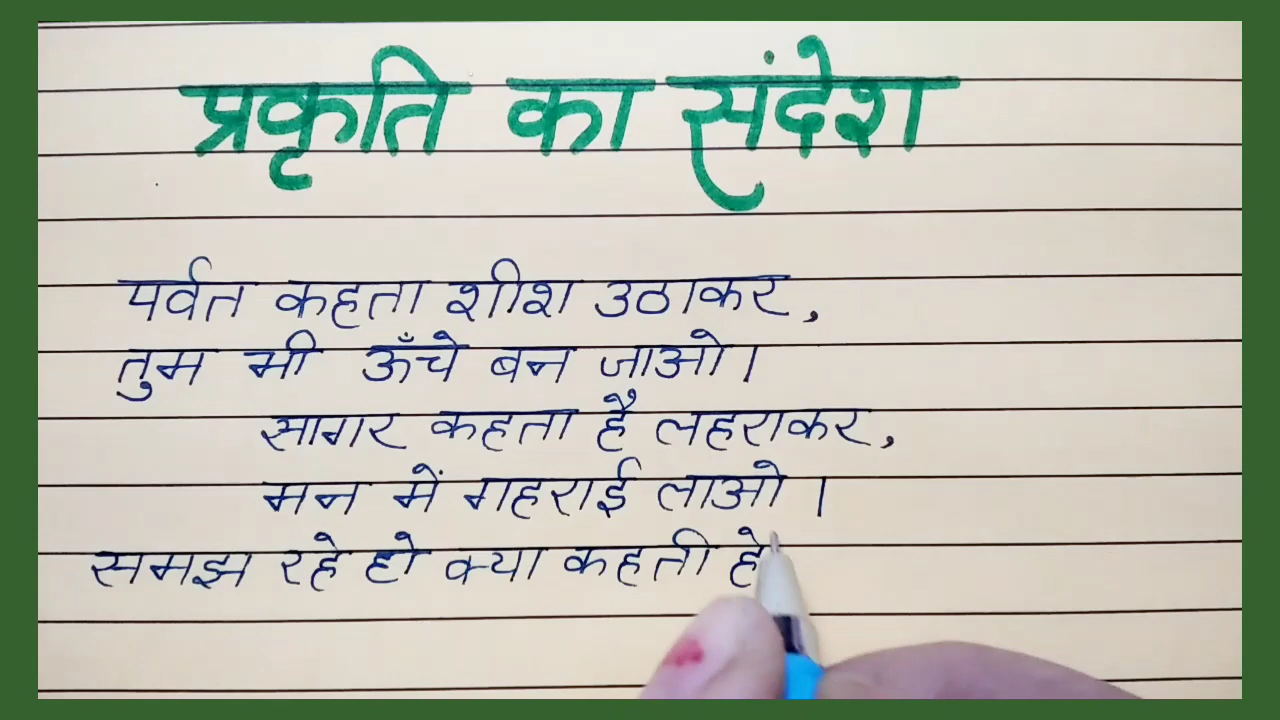 प्रकृति का संदेश
पर्वत कहता शीश उठाकर,
तुम भी ऊँचे बन जाओ।
सागर कहता है लहराकर,
मन में गहराई लाओ।
समझ रहे हो क्या कहती हे